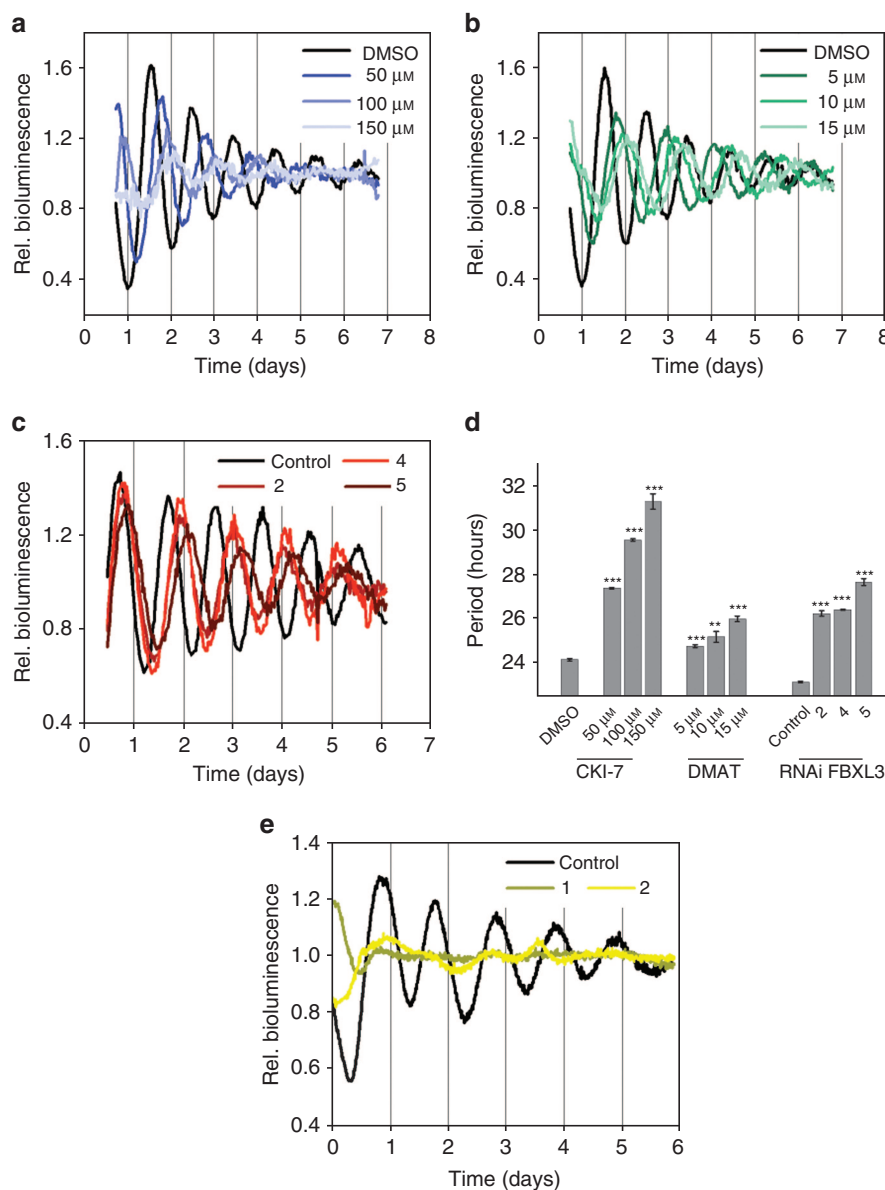 a
Rel. bioluminescence
1.6
1.2
0.8
0.4
DMSO
50 µM
100 µM
150 µM
0 1 2 3 4 5 6 7 8
Time (days)
b
Rel. bioluminescence
1.6
1.2
0.8
0.4
DMSO
5 µM
10 µM
15 µM
0 1 2 3 4 5 6 7 8
Time (days)
c
Rel. bioluminescence
1.6
1.2
0.8
0.4
Control 4
2 5
0 1 2 3 4 5 6 7
Time (days)
d
Period (hours)
32
30
28
26
24
*** *** *** *** ** *** *** *** ***
DMSO 50 µM 100 µM 150 µM 5 µM 10 µM 15 µM Control 2 4 5
CKI-7 DMAT RNAi FBXL3
e
Rel. bioluminescence
1.4
1.2
1.0
0.8
0.6
0.4
Control
1 2
0 1 2 3 4 5 6
Time (days)